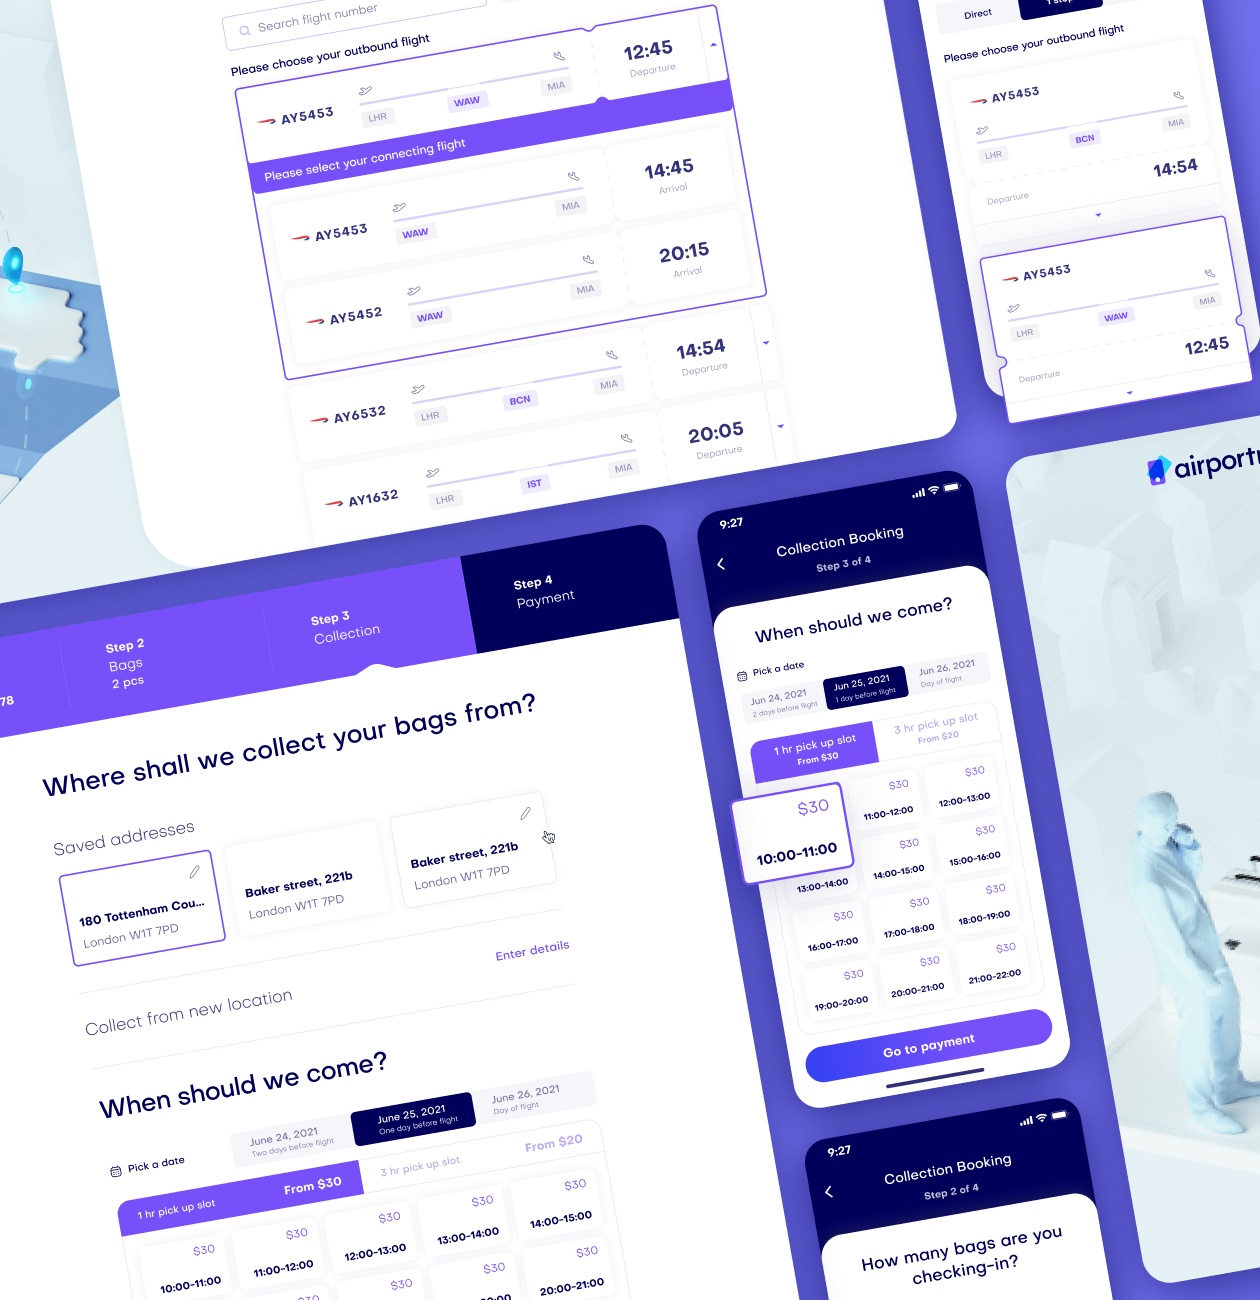 Search flight number
Please choose your outbound flight
AY5453
LHR
WAW
MIA
12:45
Departure
Please select your connecting flight
AY5453
WAW
MIA
14:45
Arrival
AY5452
WAW
MIA
20:15
Arrival
AY6532
LHR
BCN
MIA
14:54
Departure
AY1632
LHR
IST
MIA
20:05
Departure
Direct
Please choose your outbound flight
AY5453
LHR
BCN
MIA
Departure
14:54
AY5453
LHR
WAW
MIA
Departure
12:45
78
Step 2
Bags
2 pcs
Step 3
Collection
Step 4
Payment
Where shall we collect your bags from?
Saved addresses
180 Tottenham Cou...
London W1T 7PD
Baker street, 221b
London W1T 7PD
Baker street, 221b
London W1T 7PD
Enter details
Collect from new location
When should we come?
Pick a date
June 24, 2021
Two days before flight
June 25, 2021
One day before flight
June 26, 2021
Day of flight
1 hr pick up slot
From $30
3 hr pick up slot
From $20
$30
10:00-11:00
$30
11:00-12:00
$30
12:00-13:00
$30
13:00-14:00
$30
14:00-15:00
$30
$30
$30
$30
20:00-21:00
9:27
Collection Booking
Step 3 of 4
When should we come?
Pick a date
Jun 24, 2021
2 days before flight
Jun 25, 2021
1 day before flight
Jun 26, 2021
Day of flight
1 hr pick up slot
From $30
3 hr pick up slot
From $20
$30
10:00-11:00
$30
11:00-12:00
$30
12:00-13:00
13:00-14:00
$30
14:00-15:00
$30
15:00-16:00
$30
16:00-17:00
$30
17:00-18:00
$30
18:00-19:00
$30
19:00-20:00
$30
20:00-21:00
$30
21:00-22:00
Go to payment
9:27
Collection Booking
Step 2 of 4
How many bags are you
checking-in?
airportr